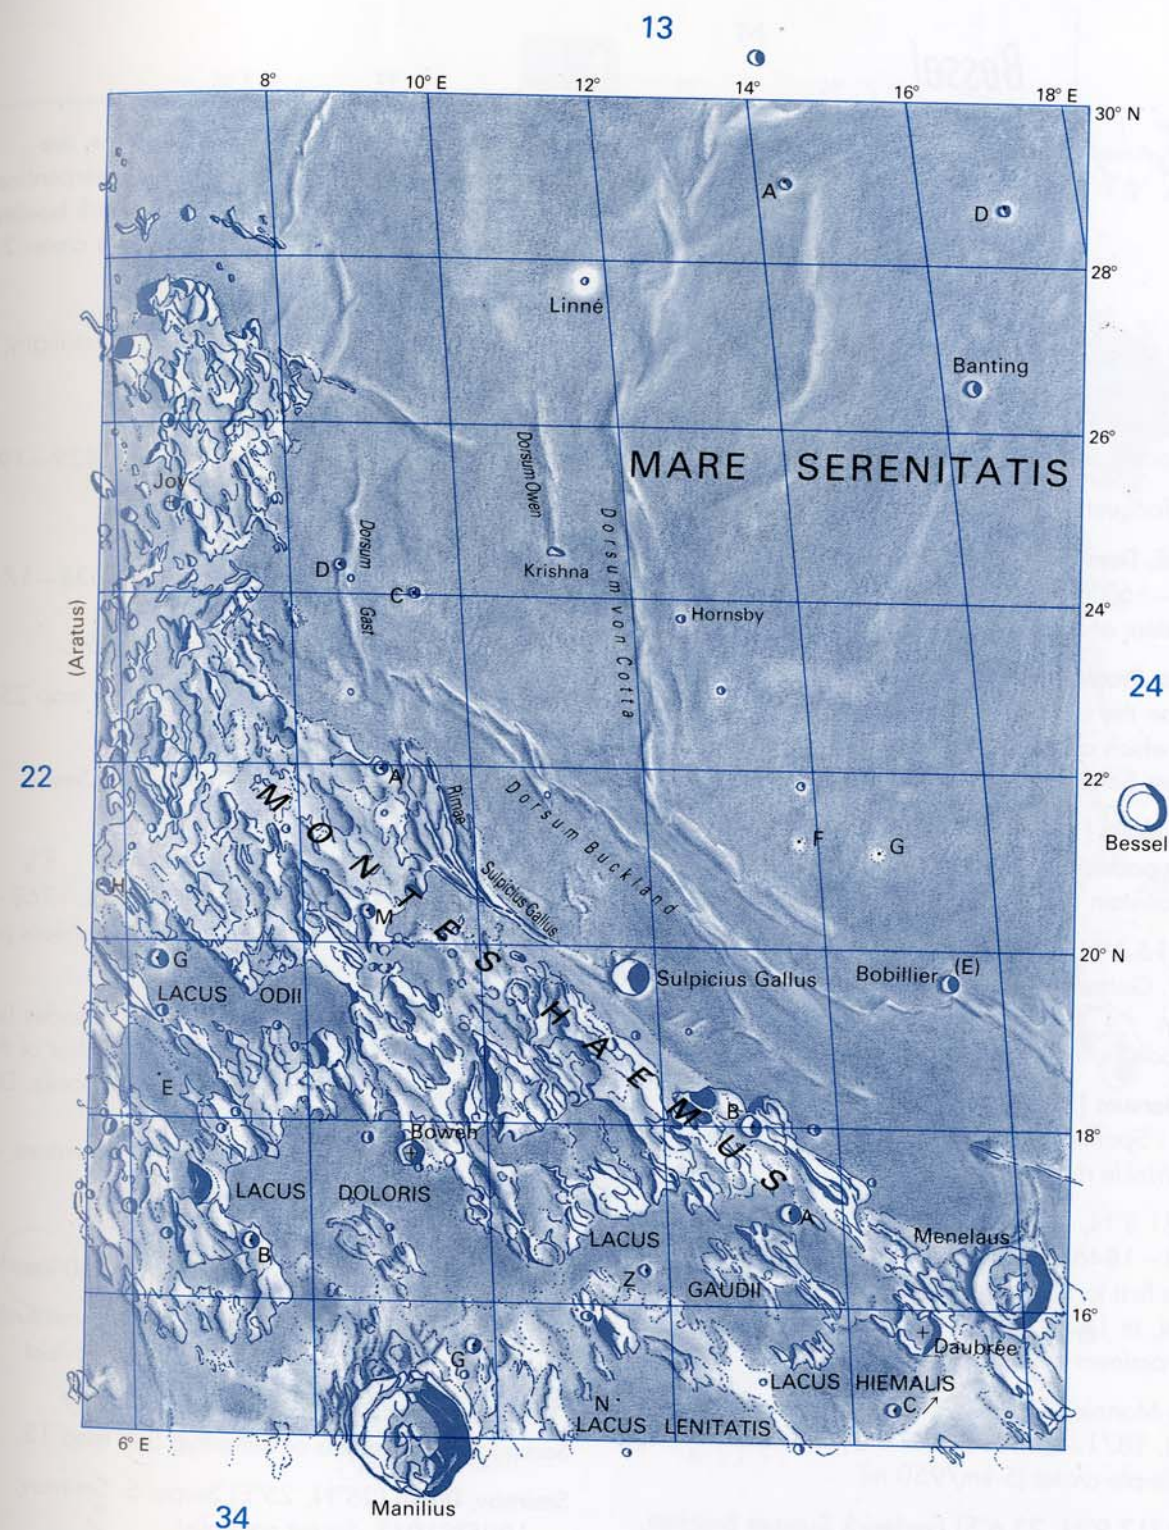 13
8°
10° E
12°
14°
16°
18° E
30° N
A
D
28°
Linné
Banting
26°
MARE SERENITATIS
Joy
Dorsum Owen
Dorsum von Cotta
Dorsum Gast
D
Krishna
C
24°
Hornsby
(Aratus)
24
22
A
22°
Rimae Sulpicius Gallus
Dorsum Buckland
F
G
Bessel
H
M
MONTES HAEMUS
20° N
G
LACUS ODII
Sulpicius Gallus
Bobillier (E)
E
B
18°
Bowen
LACUS DOLORIS
A
B
LACUS GAUDII
Menelaus
Z
16°
Daubrée
G
LACUS HIEMALIS
N
C
LACUS LENITATIS
6° E
Manilius
34